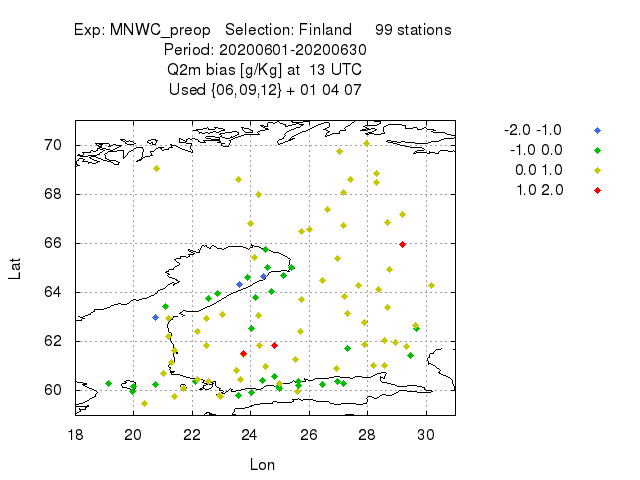 Exp: MNWC_preop Selection: Finland 99 stations
Period: 20200601-20200630
Q2m bias [g/Kg] at 13 UTC
Used {06,09,12} + 01 04 07
-2.0 -1.0
-1.0 0.0
0.0 1.0
1.0 2.0
70
68
66
64
62
60
Lat
18 20 22 24 26 28 30
Lon